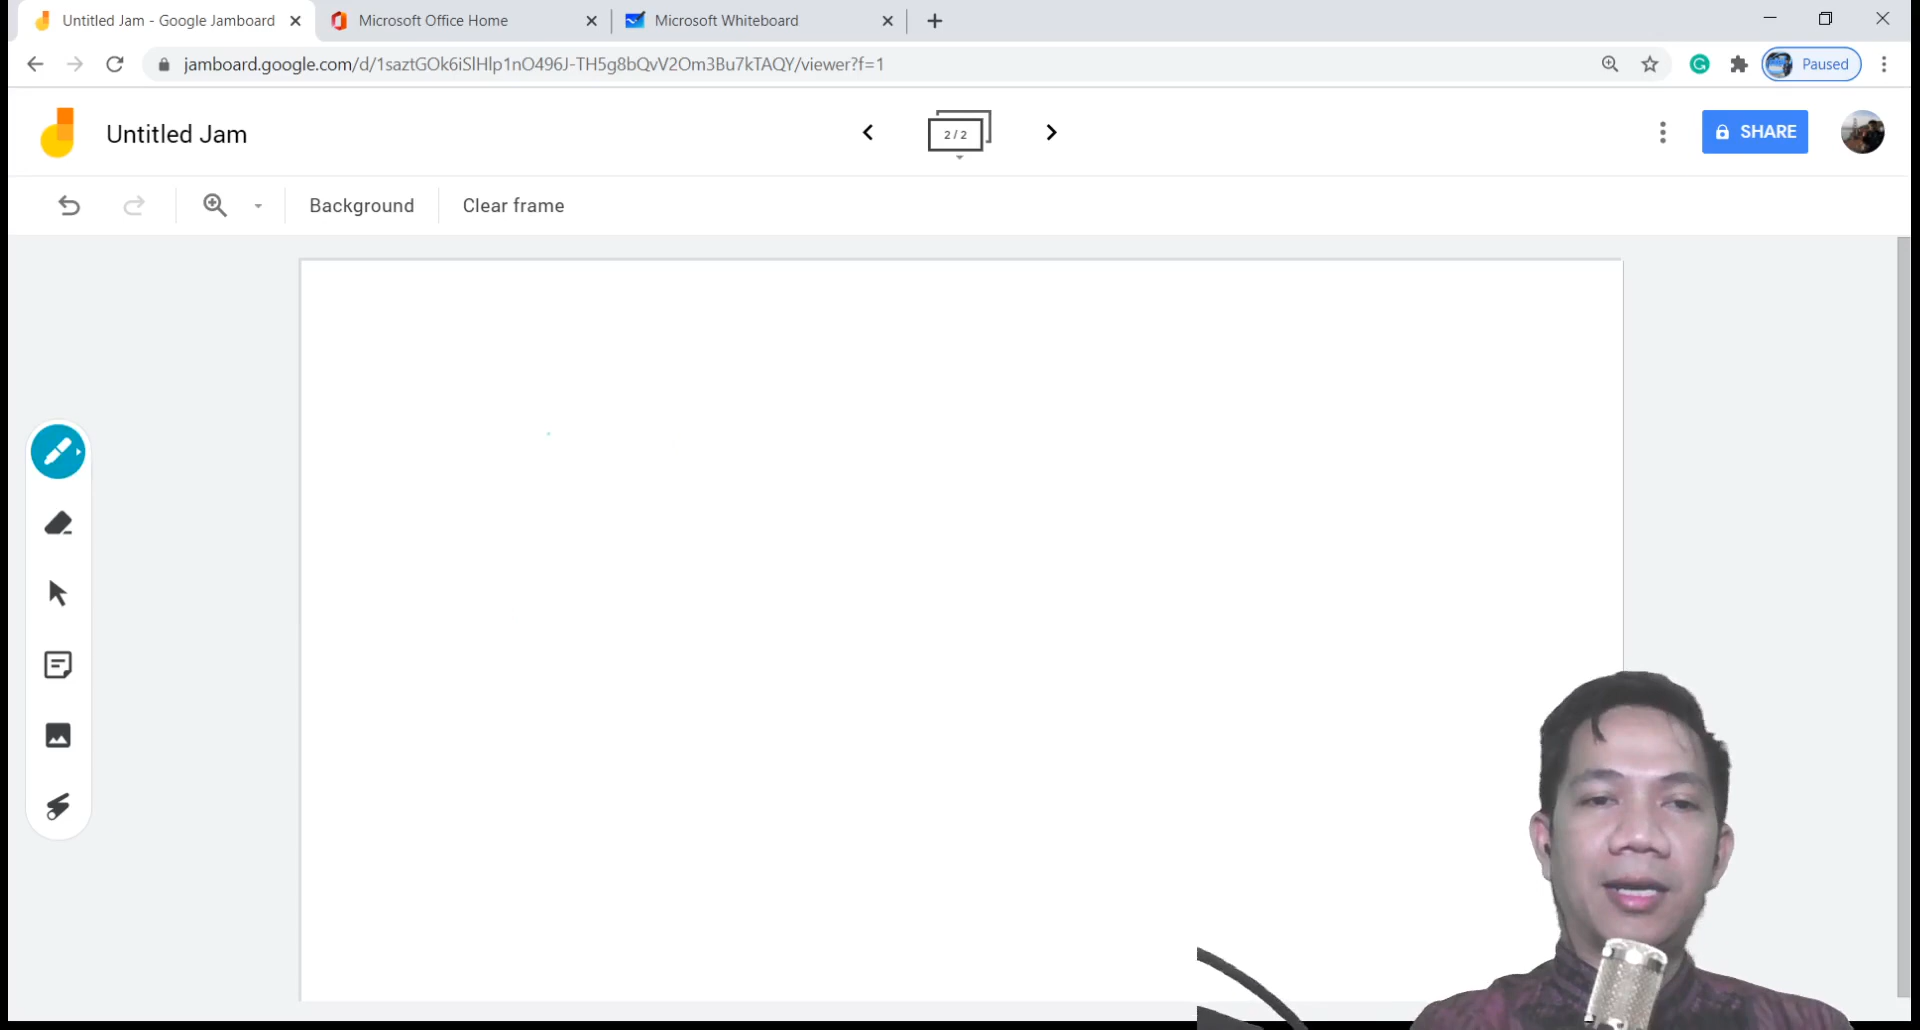 Untitled Jam - Google Jamboard
Microsoft Office Home
Microsoft Whiteboard
jamboard.google.com/d/1saztGOk6iSlHlp1nO496J-TH5g8bQvV2Om3Bu7kTAQY/viewer?f=1
Paused
Untitled Jam
2 / 2
SHARE
Background
Clear frame